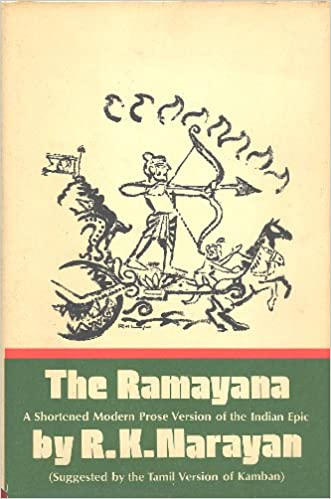 The Ramayana
A Shortened Modern Prose Version of the Indian Epic
by R.K.Narayan
(Suggested by the Tamil Version of Kamban)